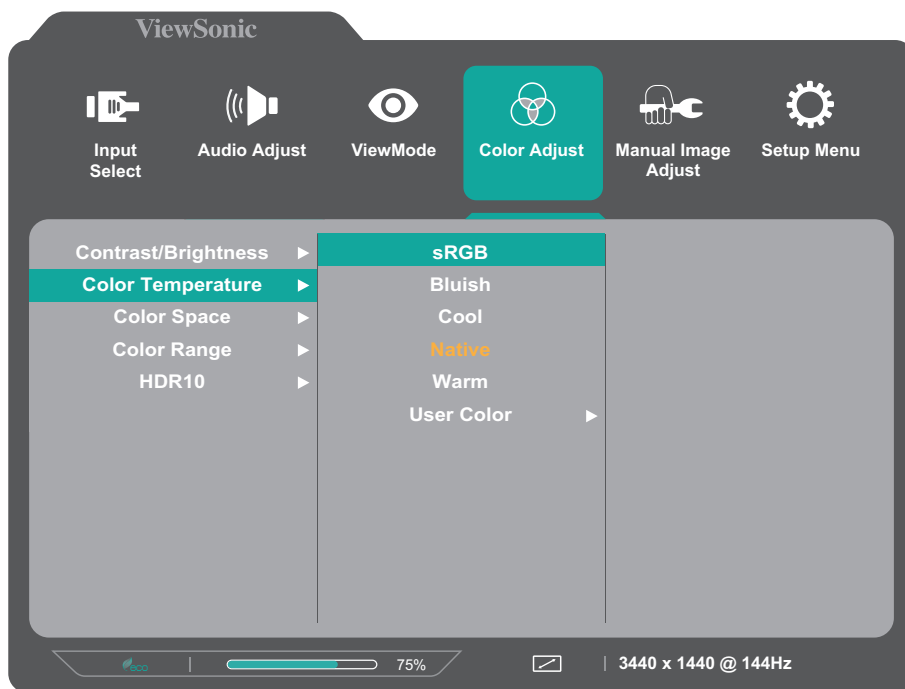 ViewSonic
Input
Select
Audio Adjust
ViewMode
Color Adjust
Manual Image
Adjust
Setup Menu
Contrast/Brightness
Color Temperature
Color Space
Color Range
HDR10
sRGB
Bluish
Cool
Native
Warm
User Color
eco
75%
3440 x 1440 @ 144Hz